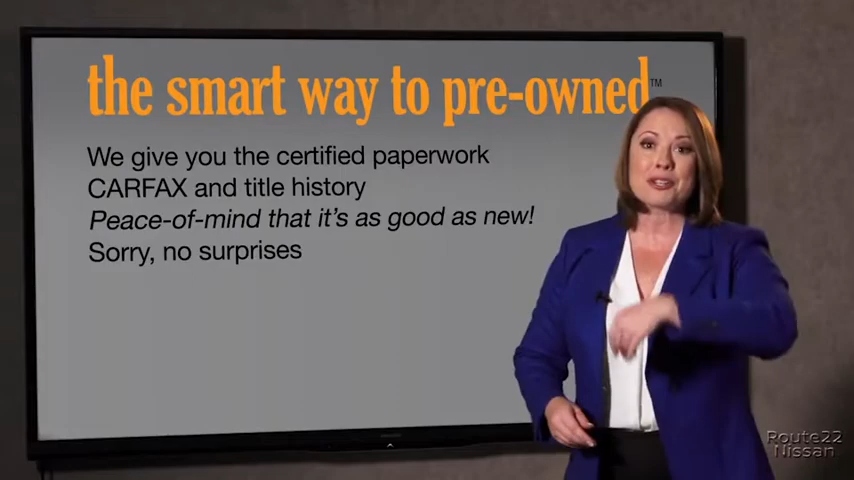 the smart way to pre-owned™
We give you the certified paperwork
CARFAX and title history
Peace-of-mind that it's as good as new!
Sorry, no surprises
Route22
Nissan